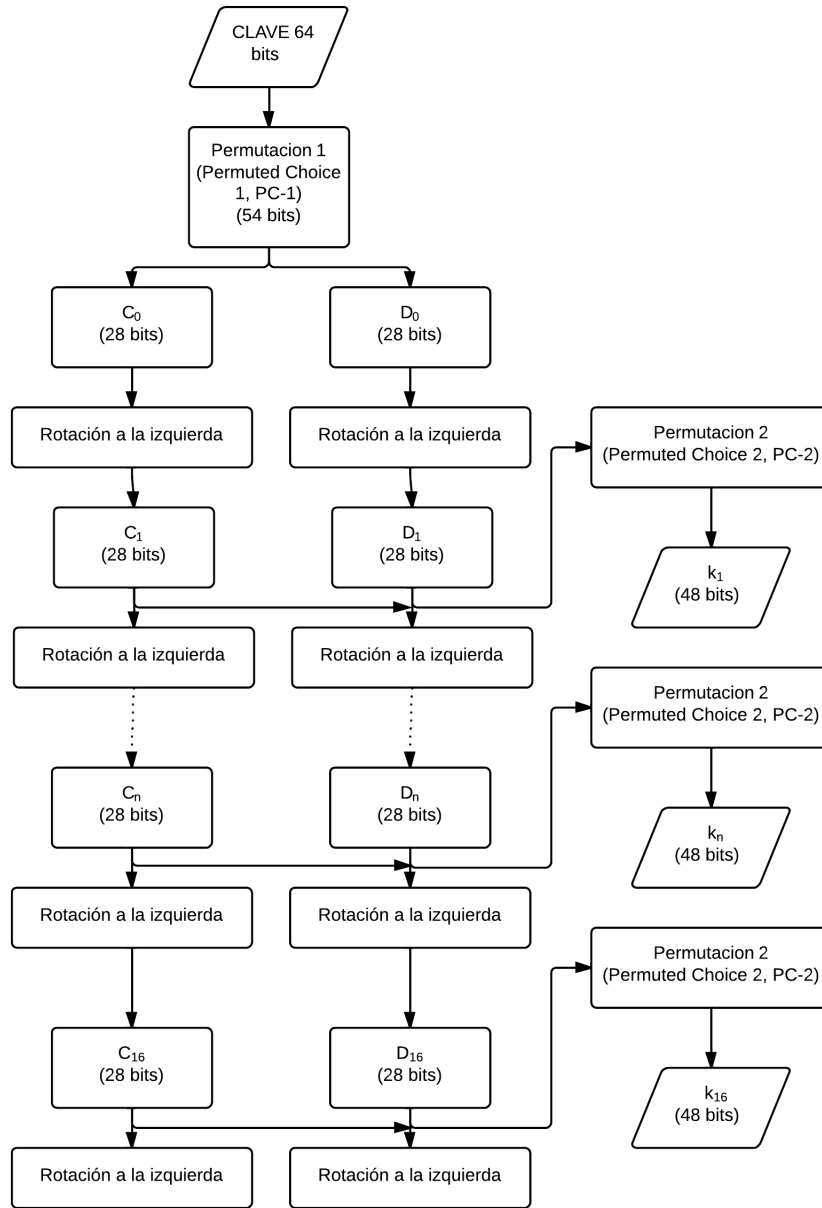 CLAVE 64
bits
Permutacion 1
(Permuted Choice
1, PC-1)
(54 bits)
C₀
(28 bits)
D₀
(28 bits)
Rotación a la izquierda
Rotación a la izquierda
Permutacion 2
(Permuted Choice 2, PC-2)
C₁
(28 bits)
D₁
(28 bits)
k₁
(48 bits)
Rotación a la izquierda
Rotación a la izquierda
Permutacion 2
(Permuted Choice 2, PC-2)
Cₙ
(28 bits)
Dₙ
(28 bits)
kₙ
(48 bits)
Rotación a la izquierda
Rotación a la izquierda
Permutacion 2
(Permuted Choice 2, PC-2)
C₁₆
(28 bits)
D₁₆
(28 bits)
k₁₆
(48 bits)
Rotación a la izquierda
Rotación a la izquierda